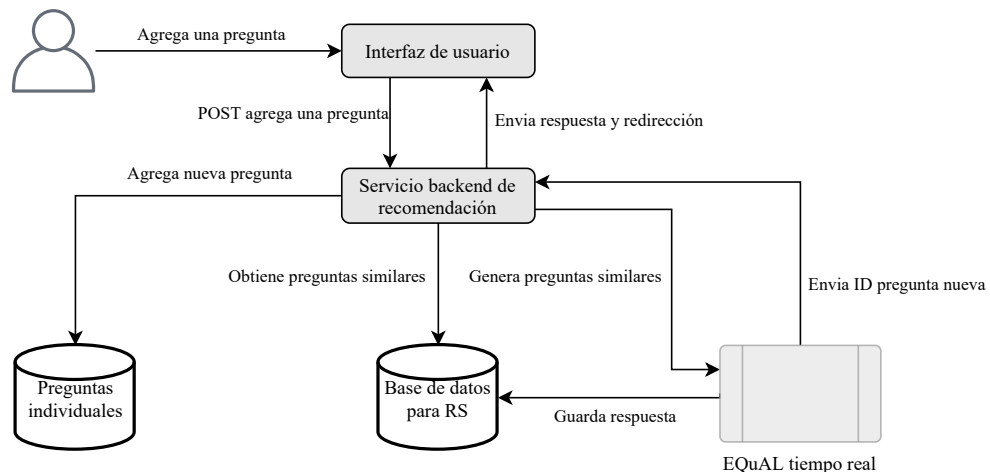 Agrega una pregunta
Interfaz de usuario
POST agrega una pregunta
Envia respuesta y redirección
Agrega nueva pregunta
Servicio backend de
recomendación
Obtiene preguntas similares
Genera preguntas similares
Envia ID pregunta nueva
Preguntas
individuales
Base de datos
para RS
Guarda respuesta
EQuAL tiempo real